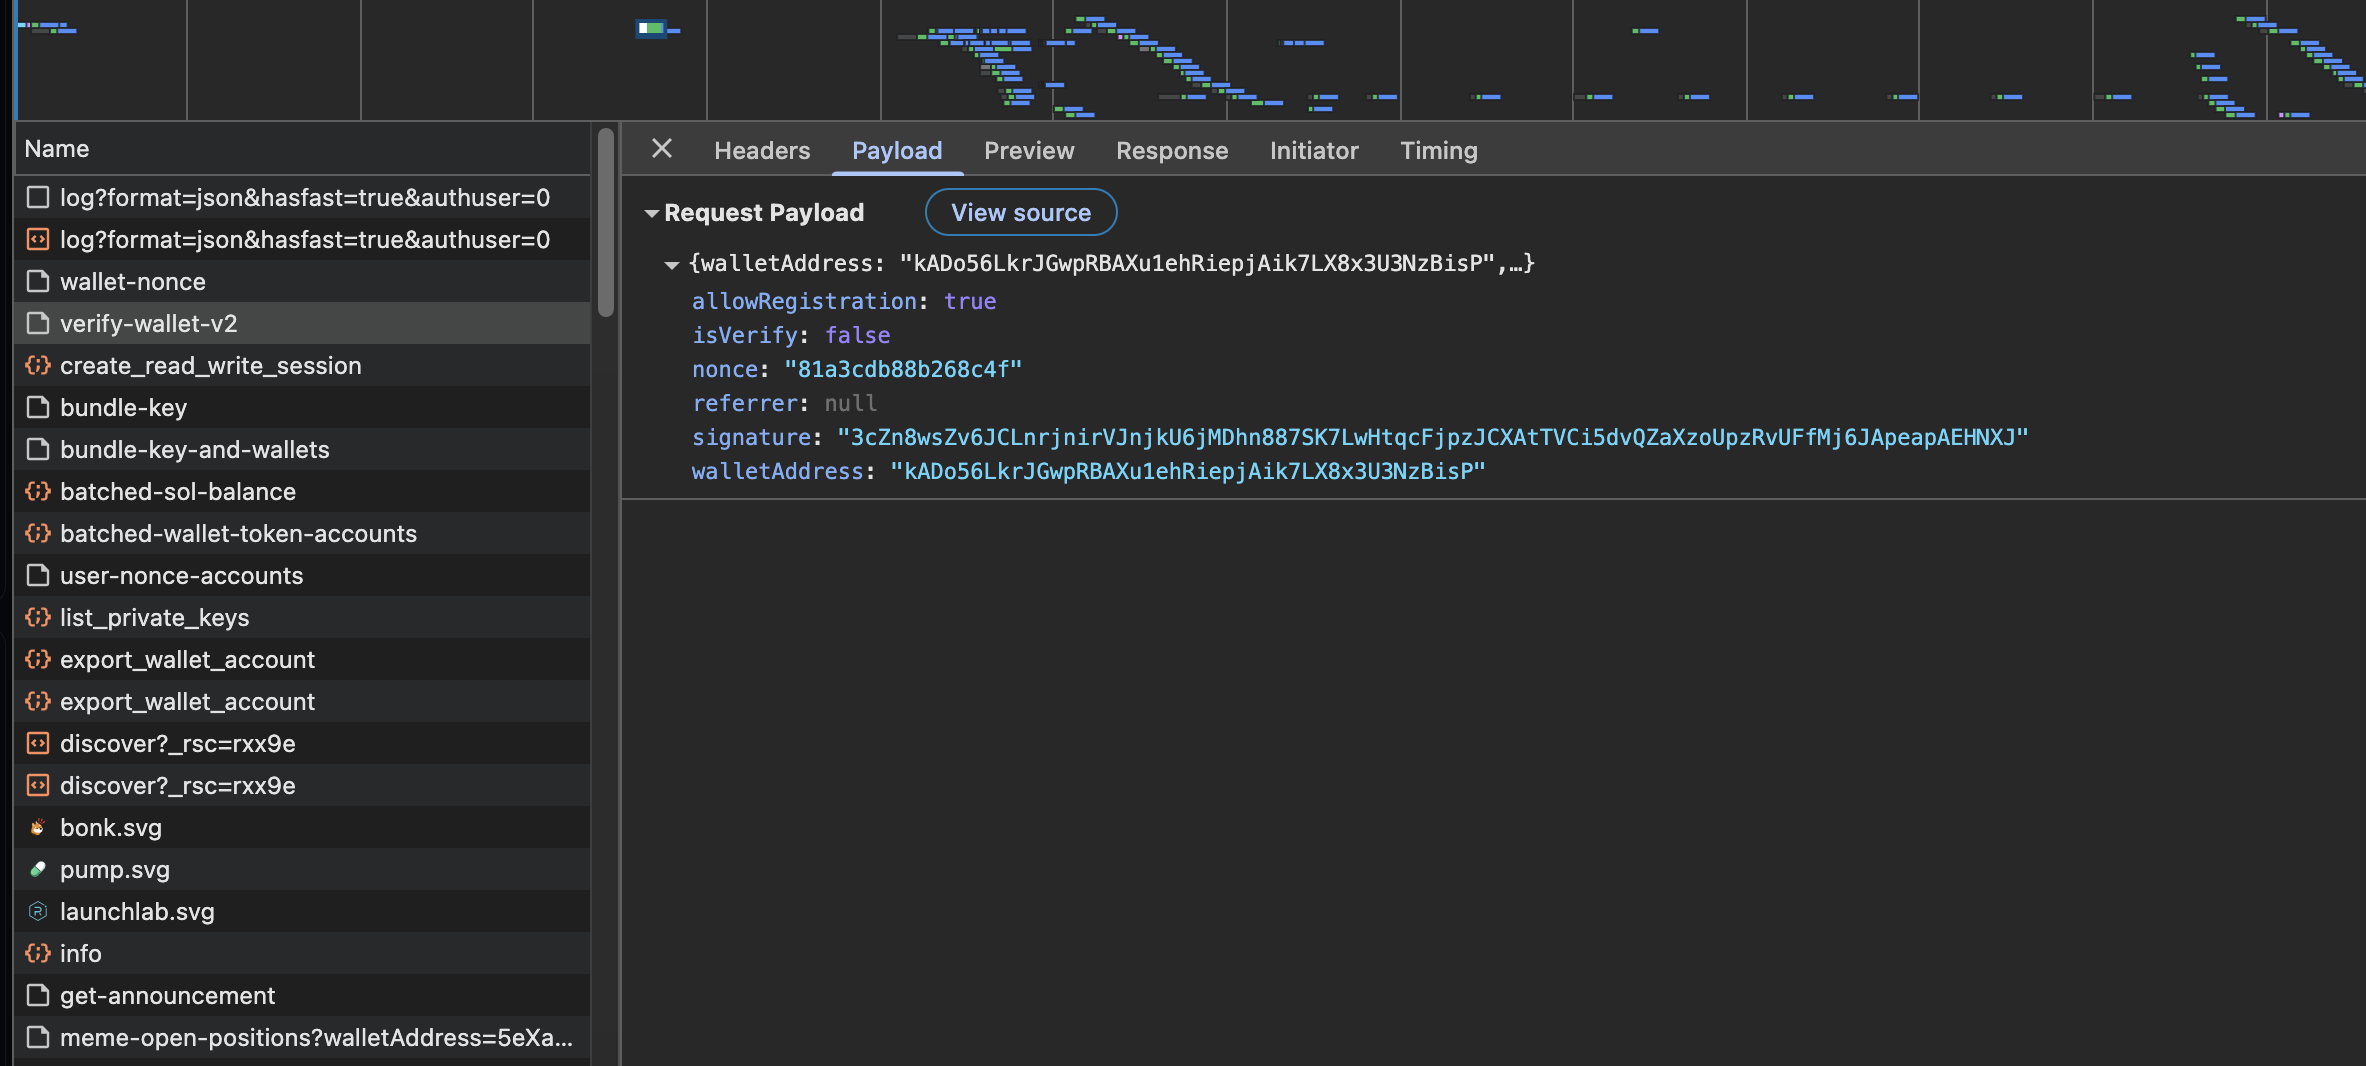 Name
log?format=json&hasfast=true&authuser=0
log?format=json&hasfast=true&authuser=0
wallet-nonce
verify-wallet-v2
create_read_write_session
bundle-key
bundle-key-and-wallets
batched-sol-balance
batched-wallet-token-accounts
user-nonce-accounts
list_private_keys
export_wallet_account
export_wallet_account
discover?_rsc=rxx9e
discover?_rsc=rxx9e
bonk.svg
pump.svg
launchlab.svg
info
get-announcement
meme-open-positions?walletAddress=5eXa...
Headers Payload Preview Response Initiator Timing
Request Payload View source
{walletAddress: "kADo56LkrJGwpRBAXu1ehRiepjAik7LX8x3U3NzBisP",…}
allowRegistration: true
isVerify: false
nonce: "81a3cdb88b268c4f"
referrer: null
signature: "3cZn8wsZv6JCLnrjnirVJnjkU6jMDhn887SK7LwHtqcFjpzJCXAtTVCi5dvQZaXzoUpzRvUFfMj6JApeapAEHNXJ"
walletAddress: "kADo56LkrJGwpRBAXu1ehRiepjAik7LX8x3U3NzBisP"